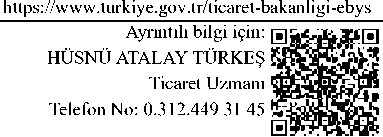 https://www.turkiye.gov.tr/ticaret-bakanligi-ebys
Ayrıntılı bilgi için:
HÜSNÜ ATALAY TÜRKEŞ
Ticaret Uzmanı
Telefon No: 0.312.449 31 45